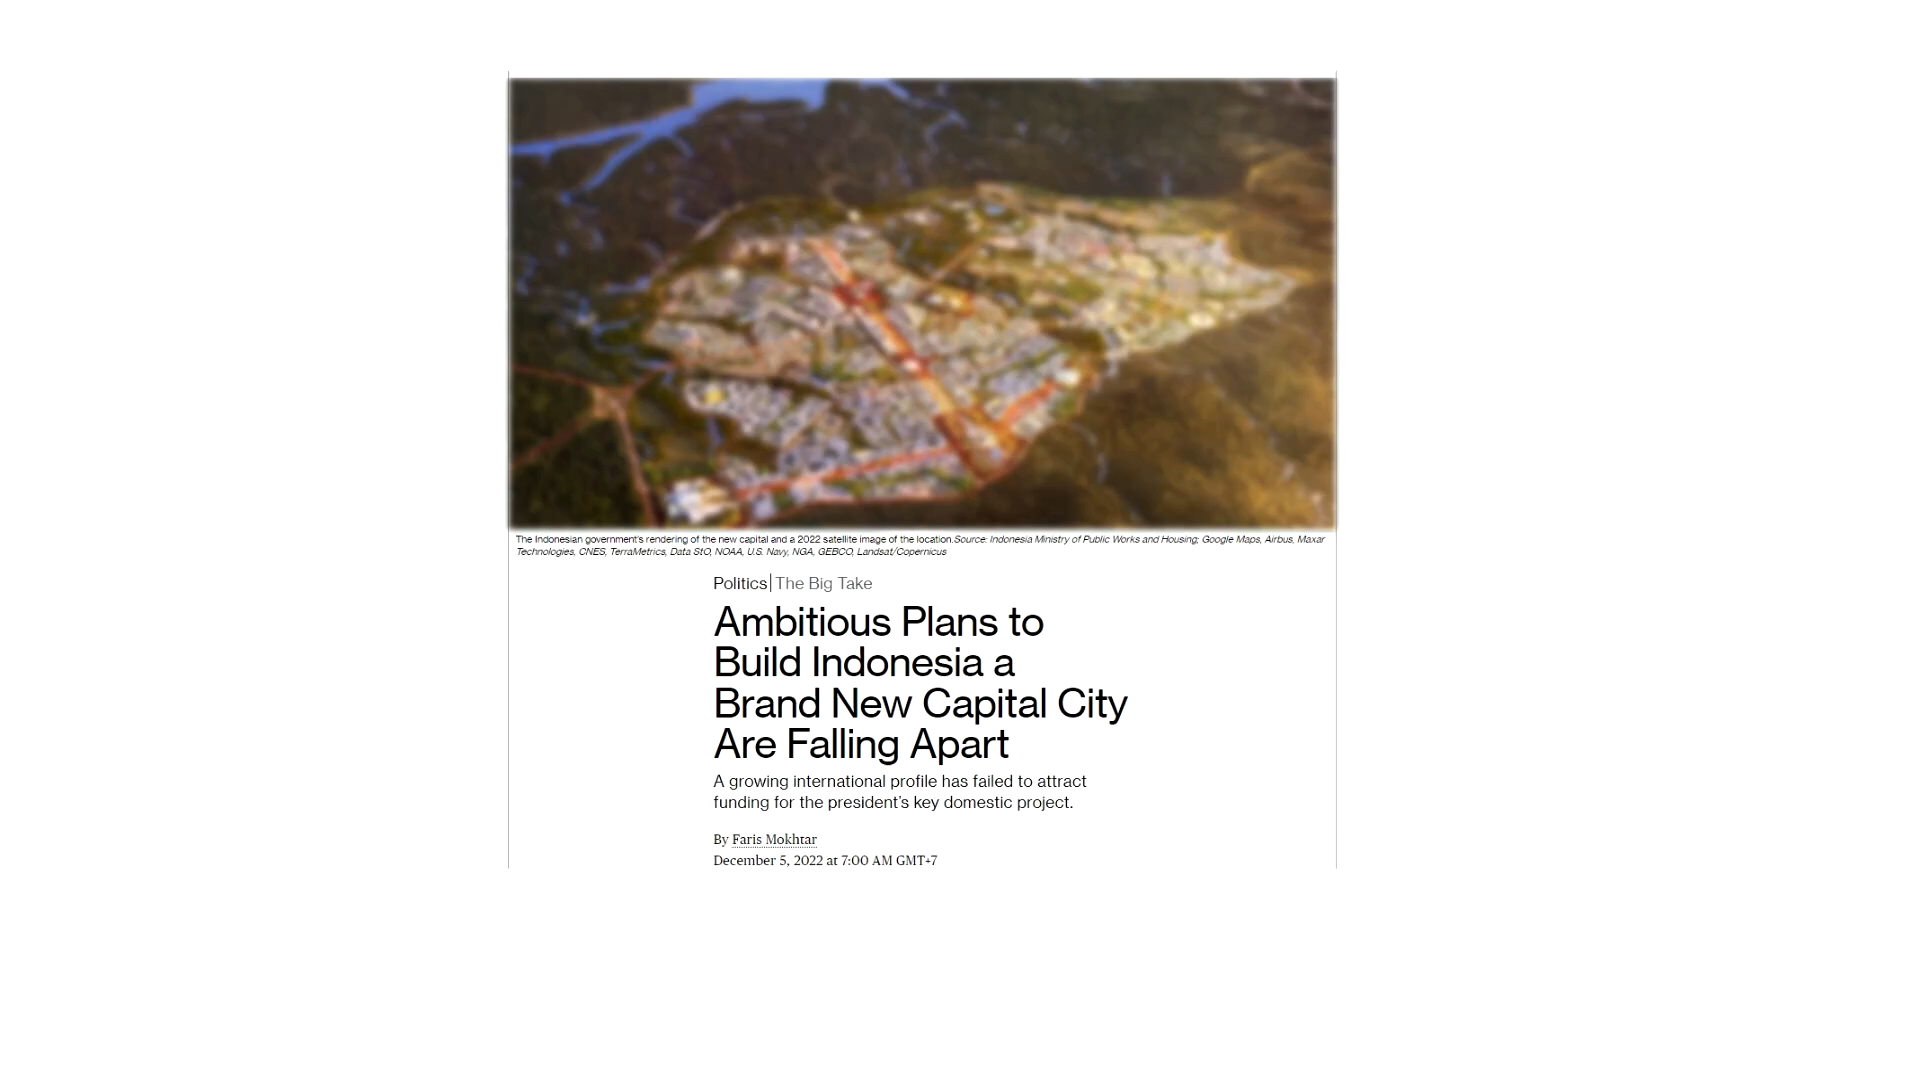 The Indonesian government's rendering of the new capital and a 2022 satellite image of the location. Source: Indonesia Ministry of Public Works and Housing; Google Maps, Airbus, Maxar
Technologies, CNES, TerraMetrics, Data StO, NOAA, U.S. Navy, NGA, GEBCO, Landsat/Copernicus
Politics | The Big Take
Ambitious Plans to
Build Indonesia a
Brand New Capital City
Are Falling Apart
A growing international profile has failed to attract
funding for the president's key domestic project.
By Faris Mokhtar
December 5, 2022 at 7:00 AM GMT+7